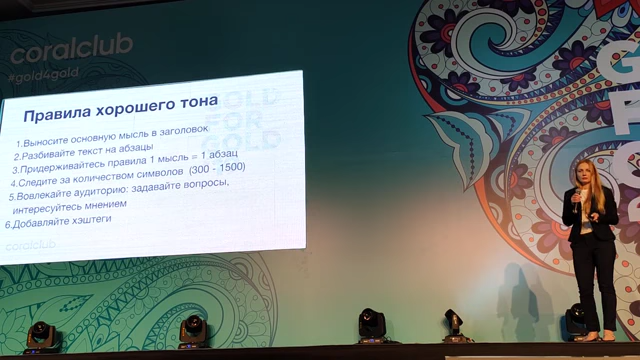 coralclub
#gold4gold
Правила хорошего тона
1.Выносите основную мысль в заголовок
2.Разбивайте текст на абзацы
3.Придерживайтесь правила 1 мысль = 1 абзац
4.Следите за количеством символов (300 - 1500)
5.Вовлекайте аудиторию: задавайте вопросы,
интересуйтесь мнением
6.Добавляйте хэштеги
GOLD
FOR
GOLD
coralclub